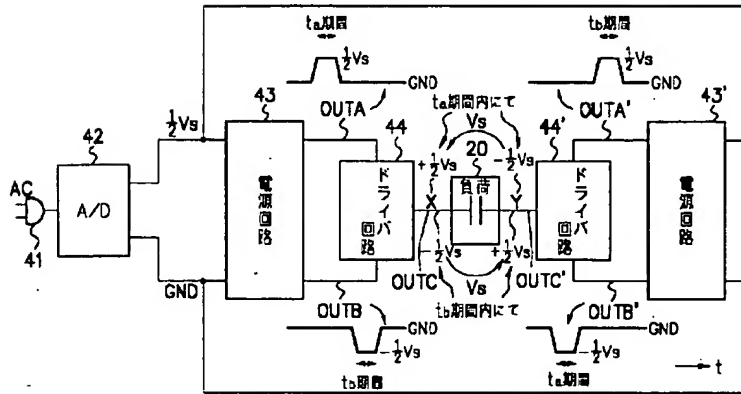 ta期間
tb期間
½Vs
½Vs
GND
GND
43
OUTA
44
ta期間内にて
Vs
OUTA'
43'
½Vs
42
20
44'
+½Vs
-½Vs
AC
A/D
電源回路
ドライバ回路
X
負荷
Y
ドライバ回路
電源回路
41
-½Vs
+½Vs
GND
OUTC
Vs
OUTC'
OUTB
tb期間内にて
OUTB'
GND
GND
-½Vs
-½Vs
t
tb期間
ta期間